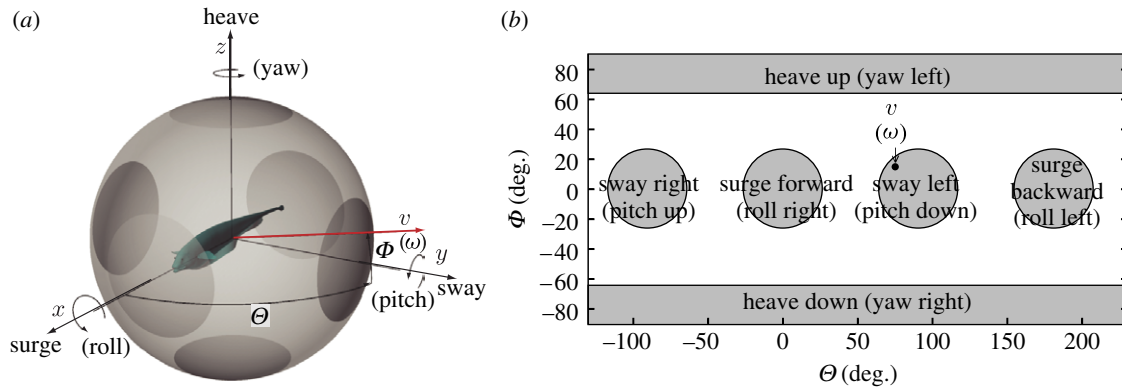 (a)
heave
z
(yaw)
v
Φ
(ω)
y
sway
(pitch)
x
Θ
surge
(roll)
(b)
80
heave up (yaw left)
60
v
40
(ω)
20
0
sway right
surge forward
sway left
surge
backward
(pitch up)
(roll right)
(pitch down)
(roll left)
–20
–40
–60
–80
heave down (yaw right)
Φ (deg.)
–100
–50
0
50
100
150
200
Θ (deg.)